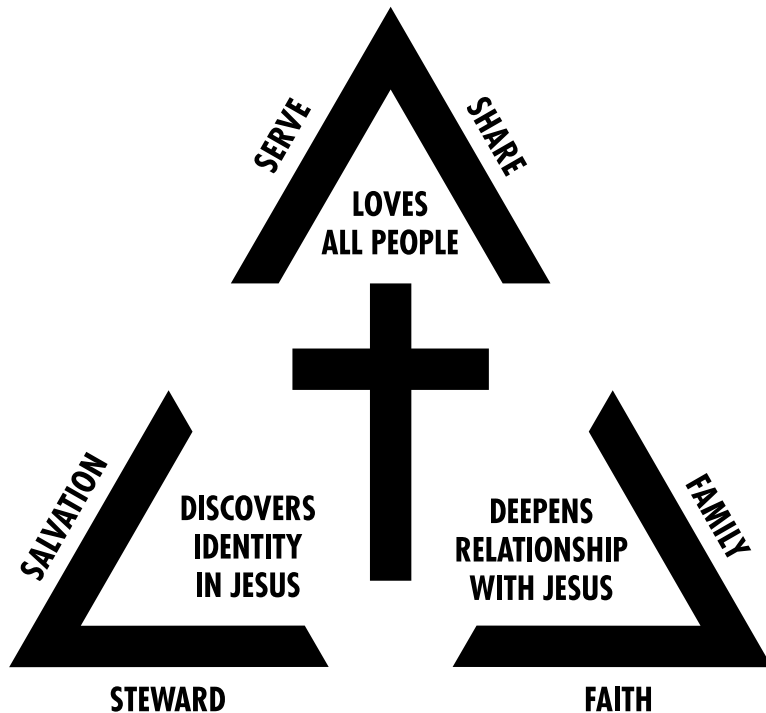 SERVE
SHARE
LOVES
ALL PEOPLE
SALVATION
DISCOVERS
IDENTITY
IN JESUS
DEEPENS
RELATIONSHIP
WITH JESUS
FAMILY
STEWARD
FAITH